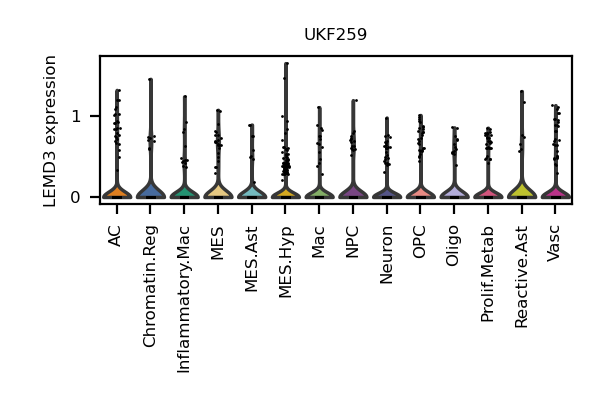 UKF259
LEMD3 expression
1
0
AC
Chromatin.Reg
Inflammatory.Mac
MES
MES.Ast
MES.Hyp
Mac
NPC
Neuron
OPC
Oligo
Prolif.Metab
Reactive.Ast
Vasc